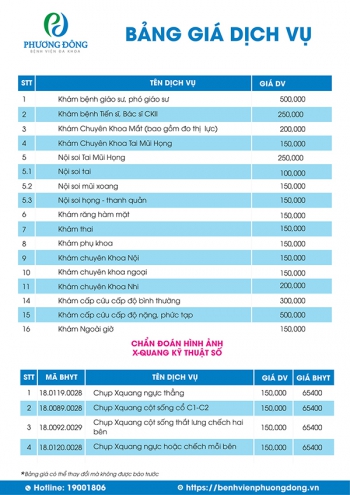 PHƯƠNG ĐÔNG
BỆNH VIỆN ĐA KHOA
BẢNG GIÁ DỊCH VỤ
STT TÊN DỊCH VỤ GIÁ DV
1 Khám bệnh giáo sư, phó giáo sư 500,000
2 Khám bệnh Tiến sĩ, Bác sĩ CKII 250,000
3 Khám Chuyên Khoa Mắt (bao gồm đo thị lực) 200,000
4 Khám Chuyên Khoa Tai Mũi Họng 150,000
5 Nội soi Tai Mũi Họng 250,000
5.1 Nội soi tai 100,000
5.2 Nội soi mũi xoang 150,000
5.3 Nội soi họng - thanh quản 150,000
6 Khám răng hàm mặt 150,000
7 Khám thai 150,000
8 Khám phụ khoa 150,000
9 Khám chuyên khoa Nội 150,000
10 Khám chuyên khoa ngoại 150,000
11 Khám chuyên khoa Nhi 200,000
14 Khám cấp cứu cấp độ bình thường 300,000
15 Khám cấp cứu cấp độ nặng, phức tạp 500,000
16 Khám Ngoài giờ 150,000
CHẨN ĐOÁN HÌNH ẢNH
X-QUANG KỸ THUẬT SỐ
STT MÃ BHYT TÊN DỊCH VỤ GIÁ DV GIÁ BHYT
1 18.0119.0028 Chụp Xquang ngực thẳng 150,000 65400
2 18.0089.0028 Chụp Xquang cột sống cổ C1-C2 150,000 65400
3 18.0092.0029 Chụp Xquang cột sống thắt lưng chếch hai bên 150,000 65400
4 18.0120.0028 Chụp Xquang ngực hoặc chếch mỗi bên 150,000 65400
*Bảng giá có thể thay đổi mà không được báo trước
Hotline: 19001806
https://benhvienphuongdong.vn